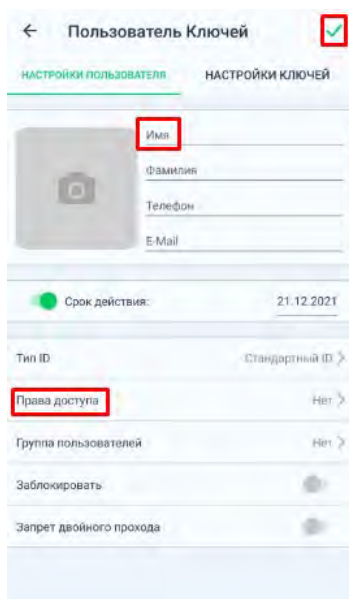 Пользователь Ключей
НАСТРОЙКИ ПОЛЬЗОВАТЕЛЯ НАСТРОЙКИ КЛЮЧЕЙ
Имя
Фамилия
Телефон
E-Mail
Срок действия: 21.12.2021
Тип ID Стандартный ID
Права доступа Нет
Группа пользователей Нет
Заблокировать
Запрет двойного прохода